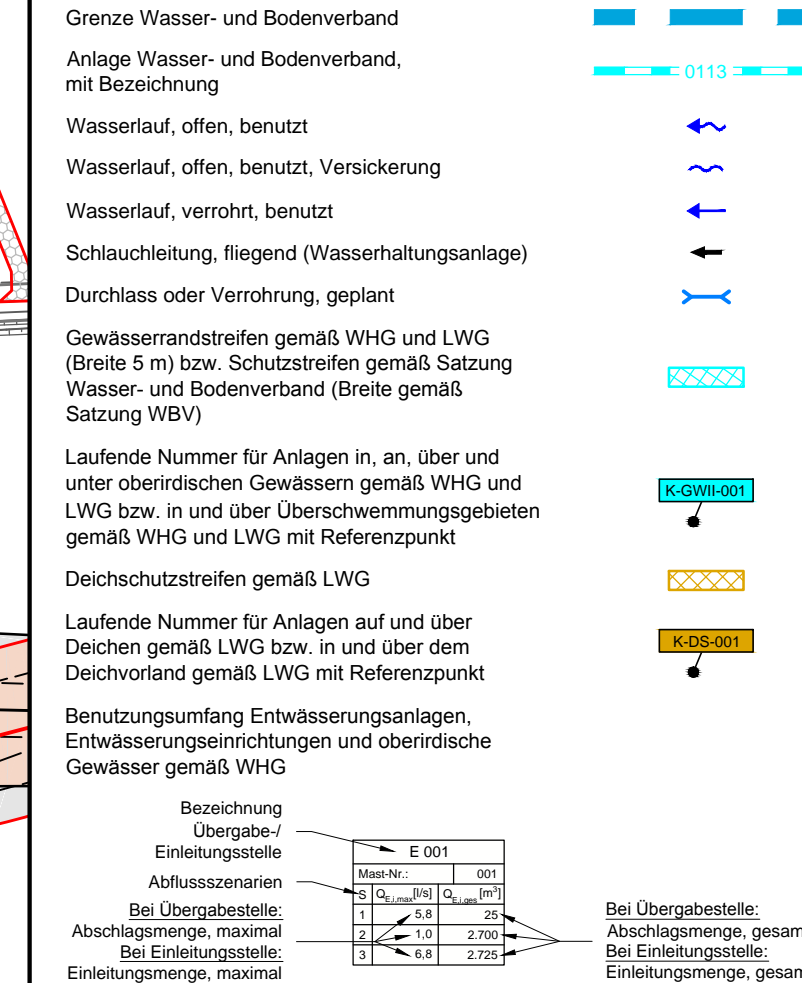 Grenze Wasser- und Bodenverband
Anlage Wasser- und Bodenverband,
mit Bezeichnung
0113
Wasserlauf, offen, benutzt
Wasserlauf, offen, benutzt, Versickerung
Wasserlauf, verrohrt, benutzt
Schlauchleitung, fliegend (Wasserhaltungsanlage)
Durchlass oder Verrohrung, geplant
Gewässerrandstreifen gemäß WHG und LWG
(Breite 5 m) bzw. Schutzstreifen gemäß Satzung
Wasser- und Bodenverband (Breite gemäß
Satzung WBV)
Laufende Nummer für Anlagen in, an, über und
unter oberirdischen Gewässern gemäß WHG und
LWG bzw. in und über Überschwemmungsgebieten
gemäß WHG und LWG mit Referenzpunkt
K-GWII-001
Deichschutzstreifen gemäß LWG
Laufende Nummer für Anlagen auf und über
Deichen gemäß LWG bzw. in und über dem
Deichvorland gemäß LWG mit Referenzpunkt
K-DS-001
Benutzungsumfang Entwässerungsanlagen,
Entwässerungseinrichtungen und oberirdische
Gewässer gemäß WHG
Bezeichnung
Übergabe-/
Einleitungsstelle
Abflussszenarien
Bei Übergabestelle:
Abschlagsmenge, maximal
Bei Einleitungsstelle:
Einleitungsmenge, maximal
E 001
Mast-Nr.: 001
S QE,i,max[l/s] QE,i,ges [m³]
1 5,8 25
2 1,0 2.700
3 6,8 2.725
Bei Übergabestelle:
Abschlagsmenge, gesam
Bei Einleitungsstelle:
Einleitungsmenge, gesam